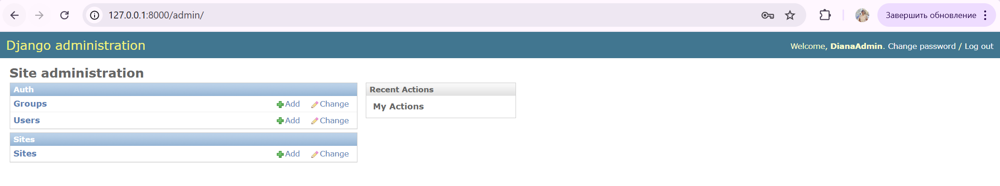 127.0.0.1:8000/admin/
Завершить обновление
Django administration
Welcome, DianaAdmin. Change password / Log out
Site administration
Auth
Groups Add Change
Users Add Change
Sites
Sites Add Change
Recent Actions
My Actions